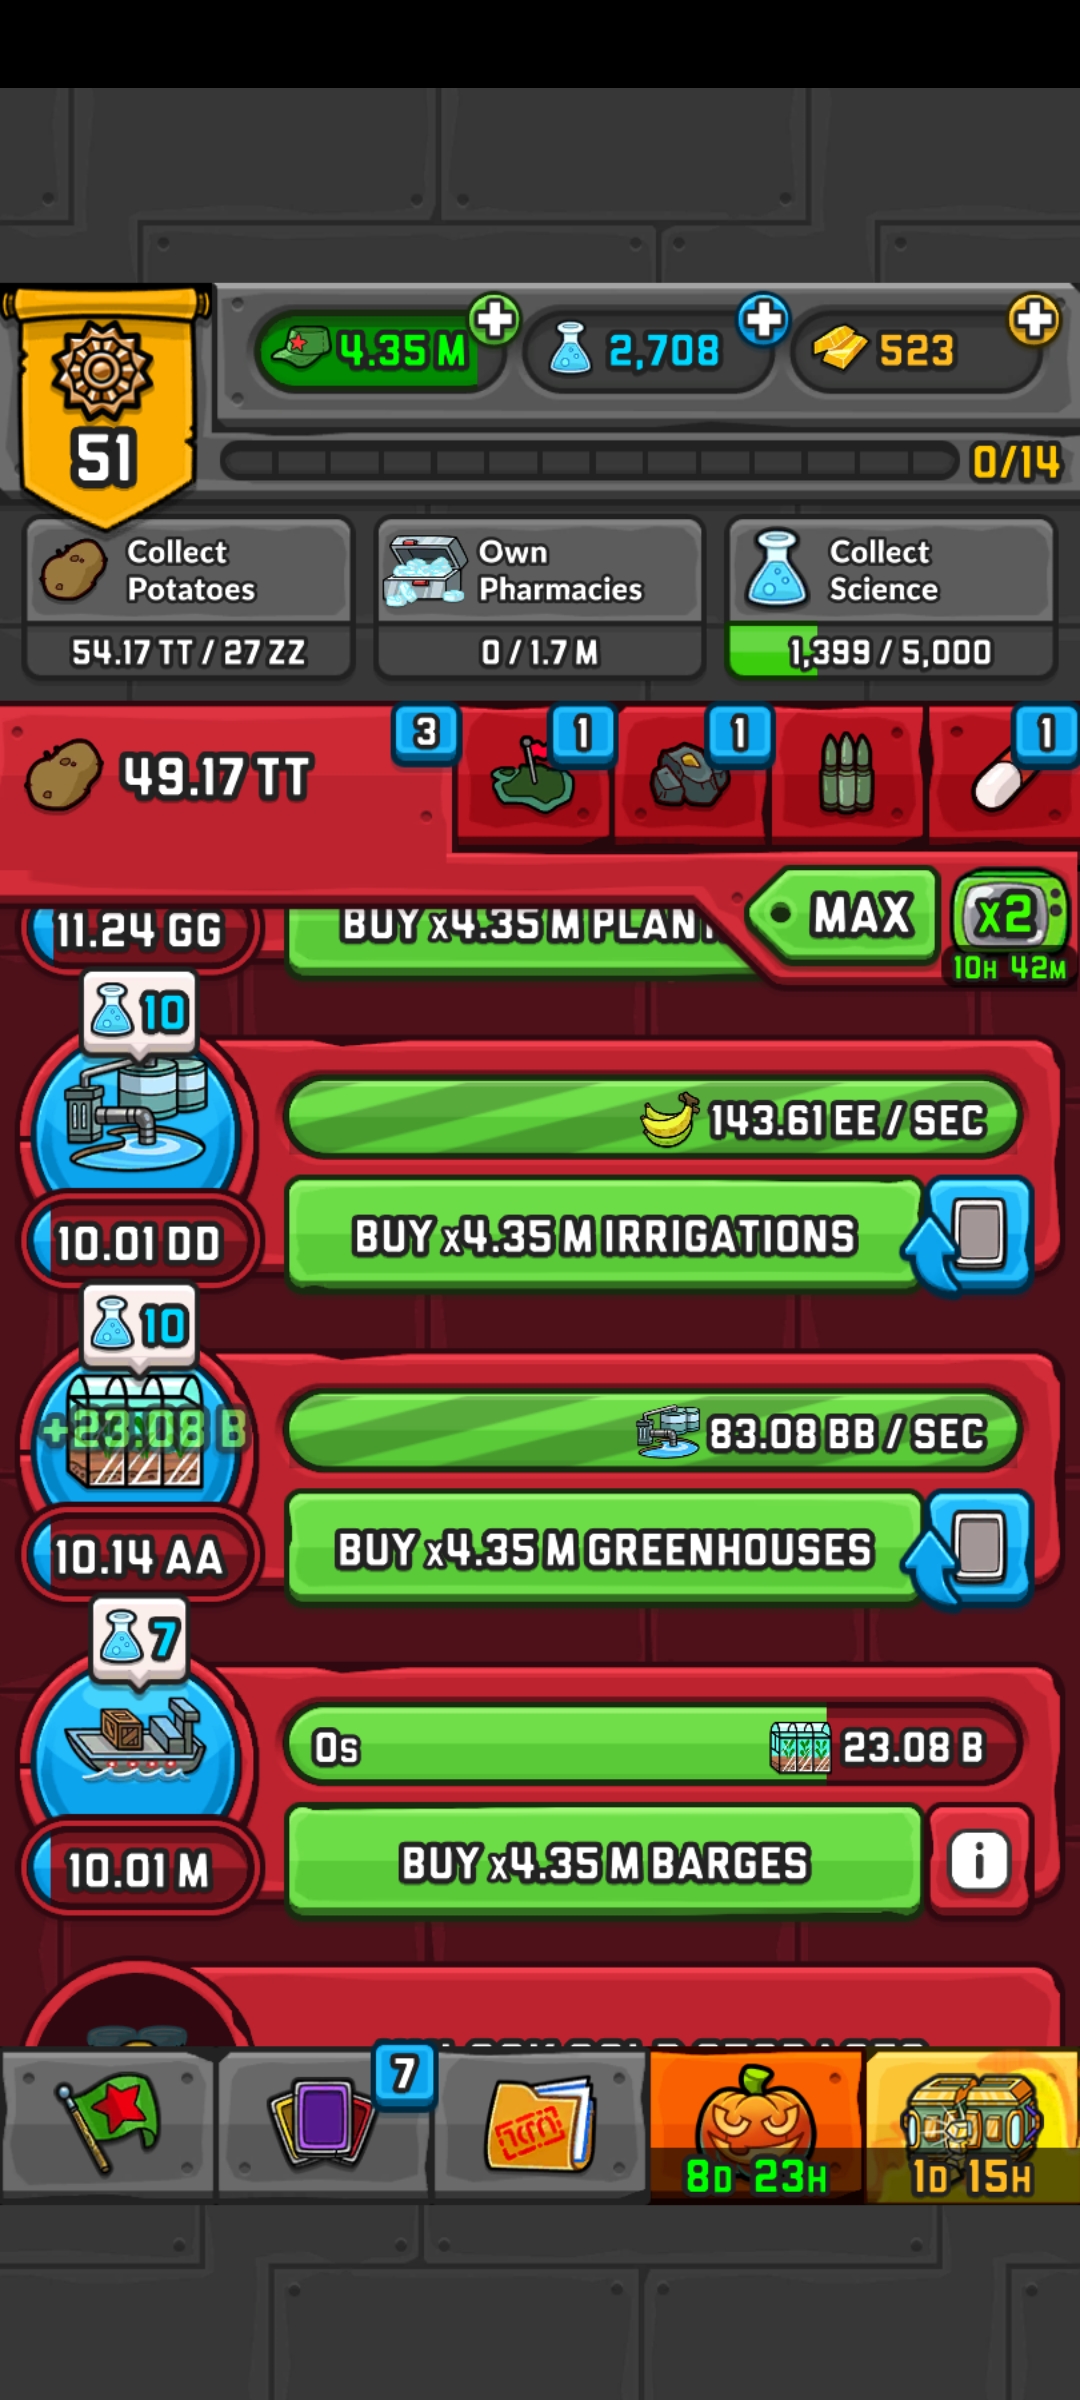 4.35 M
2,708
523
51
0/14
Collect
Potatoes
54.17 TT / 27 ZZ
Own
Pharmacies
0 / 1.7 M
Collect
Science
1,399 / 5,000
49.17 TT
3
1
1
1
11.24 GG
BUY x4.35 M PLANT
MAX
x2
10H 42M
10
143.61 EE / SEC
10.01 DD
BUY x4.35 M IRRIGATIONS
10
+23.08 B
83.08 BB / SEC
10.14 AA
BUY x4.35 M GREENHOUSES
7
0s
23.08 B
10.01 M
BUY x4.35 M BARGES
i
7
8D 23H
1D 15H